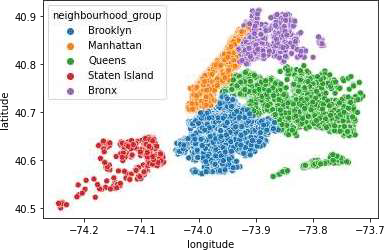 neighbourhood_group
Brooklyn
Manhattan
Queens
Staten Island
Bronx
40.9
40.8
40.7
40.6
40.5
latitude
−74.2
−74.1
−74.0
−73.9
−73.8
−73.7
longitude